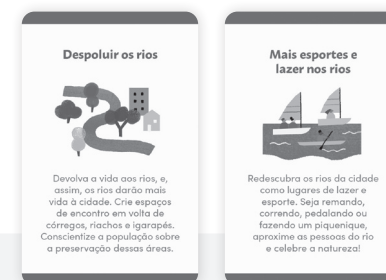 Despoluir os rios
Devolva a vida aos rios, e,
assim, os rios darão mais
vida à cidade. Crie espaços
de encontro em volta de
córregos, riachos e igarapés.
Conscientize a população sobre
a preservação dessas áreas.
Mais esportes e
lazer nos rios
Redescubra os rios da cidade
como lugares de lazer e
esporte. Seja remando,
correndo, pedalando ou
fazendo um piquenique,
aproxime as pessoas do rio
e celebre a natureza!